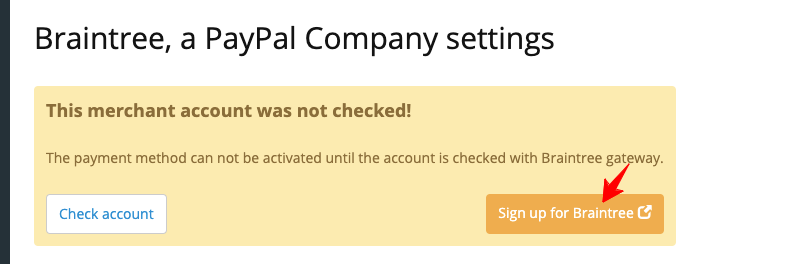 Braintree, a PayPal Company settings
This merchant account was not checked!
The payment method can not be activated until the account is checked with Braintree gateway.
Check account
Sign up for Braintree